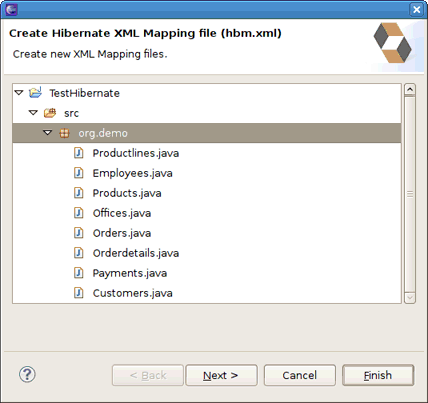 Create Hibernate XML Mapping file (hbm.xml)
Create new XML Mapping files.
TestHibernate
src
org.demo
Productlines.java
Employees.java
Products.java
Offices.java
Orders.java
Orderdetails.java
Payments.java
Customers.java
? < Back Next > Cancel Finish